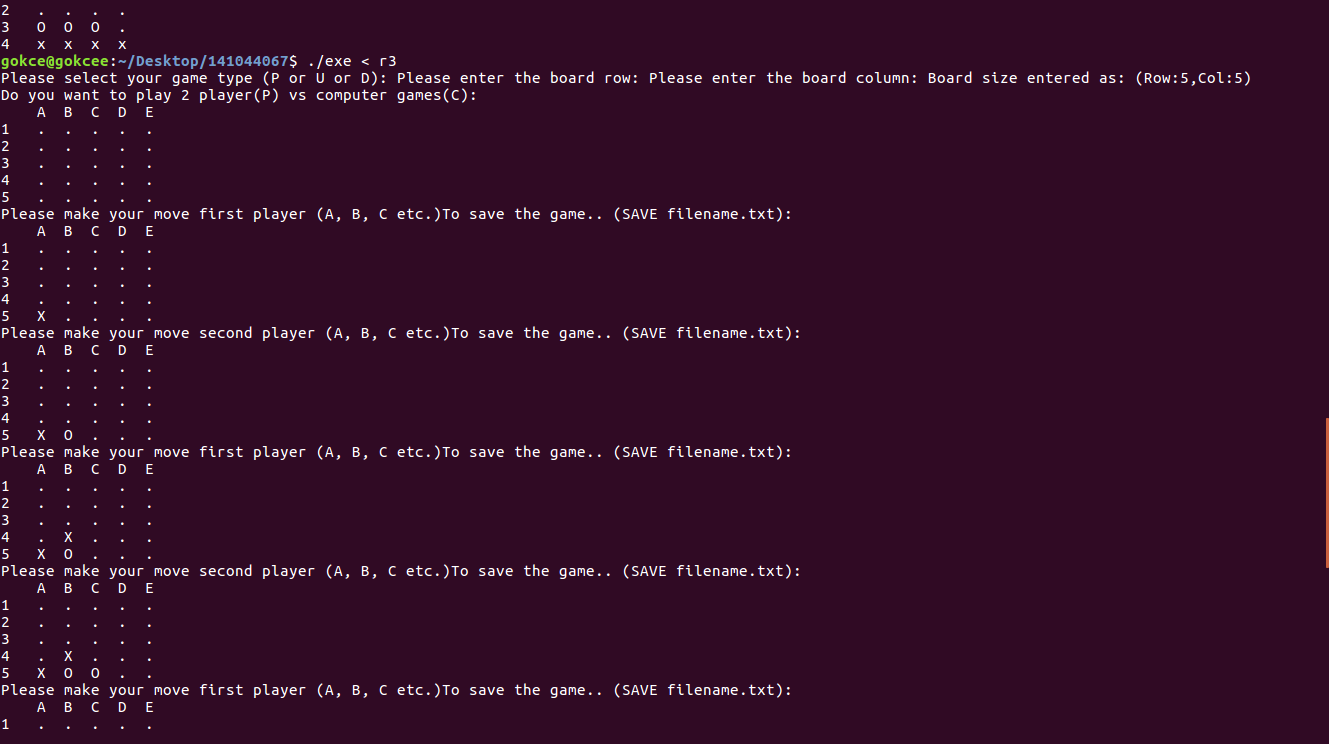 2   .  .  .  .
3   O  O  O  .
4   x  x  x  x
gokce@gokcee:~/Desktop/141044067$ ./exe < r3
Please select your game type (P or U or D): Please enter the board row: Please enter the board column: Board size entered as: (Row:5,Col:5)
Do you want to play 2 player(P) vs computer games(C):
    A  B  C  D  E
1   .  .  .  .  .
2   .  .  .  .  .
3   .  .  .  .  .
4   .  .  .  .  .
5   .  .  .  .  .
Please make your move first player (A, B, C etc.)To save the game.. (SAVE filename.txt):
    A  B  C  D  E
1   .  .  .  .  .
2   .  .  .  .  .
3   .  .  .  .  .
4   .  .  .  .  .
5   X  .  .  .  .
Please make your move second player (A, B, C etc.)To save the game.. (SAVE filename.txt):
    A  B  C  D  E
1   .  .  .  .  .
2   .  .  .  .  .
3   .  .  .  .  .
4   .  .  .  .  .
5   X  O  .  .  .
Please make your move first player (A, B, C etc.)To save the game.. (SAVE filename.txt):
    A  B  C  D  E
1   .  .  .  .  .
2   .  .  .  .  .
3   .  .  .  .  .
4   .  X  .  .  .
5   X  O  .  .  .
Please make your move second player (A, B, C etc.)To save the game.. (SAVE filename.txt):
    A  B  C  D  E
1   .  .  .  .  .
2   .  .  .  .  .
3   .  .  .  .  .
4   .  X  .  .  .
5   X  O  O  .  .
Please make your move first player (A, B, C etc.)To save the game.. (SAVE filename.txt):
    A  B  C  D  E
1   .  .  .  .  .